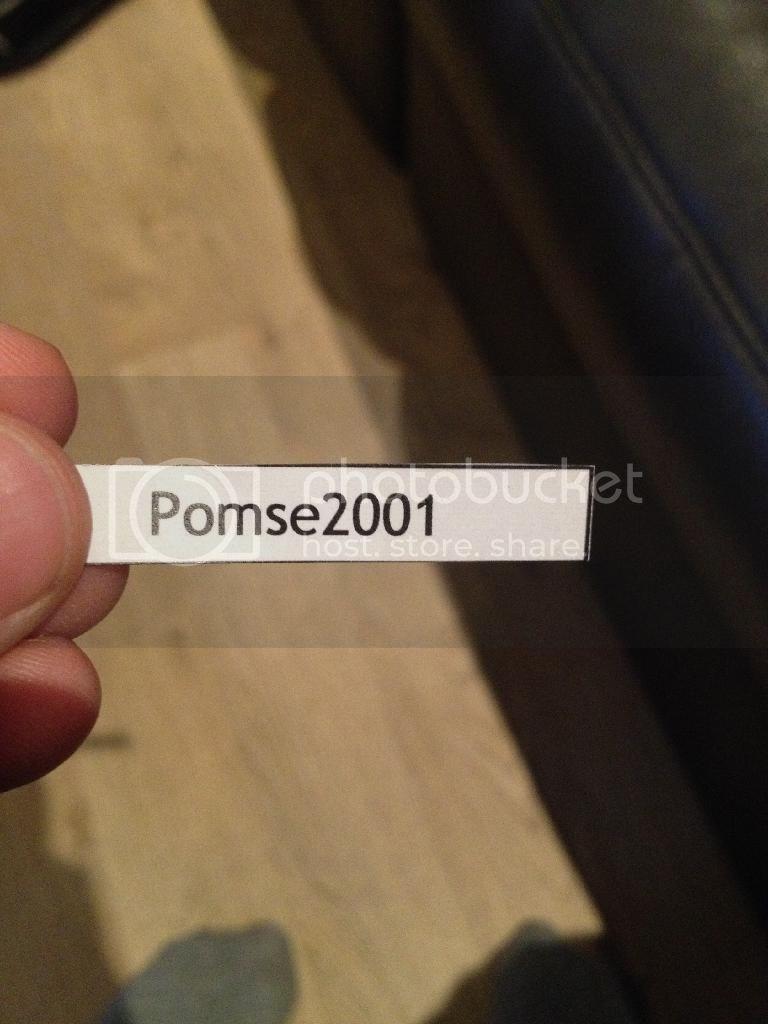 photobucket
Pomse2001
host. store. share.